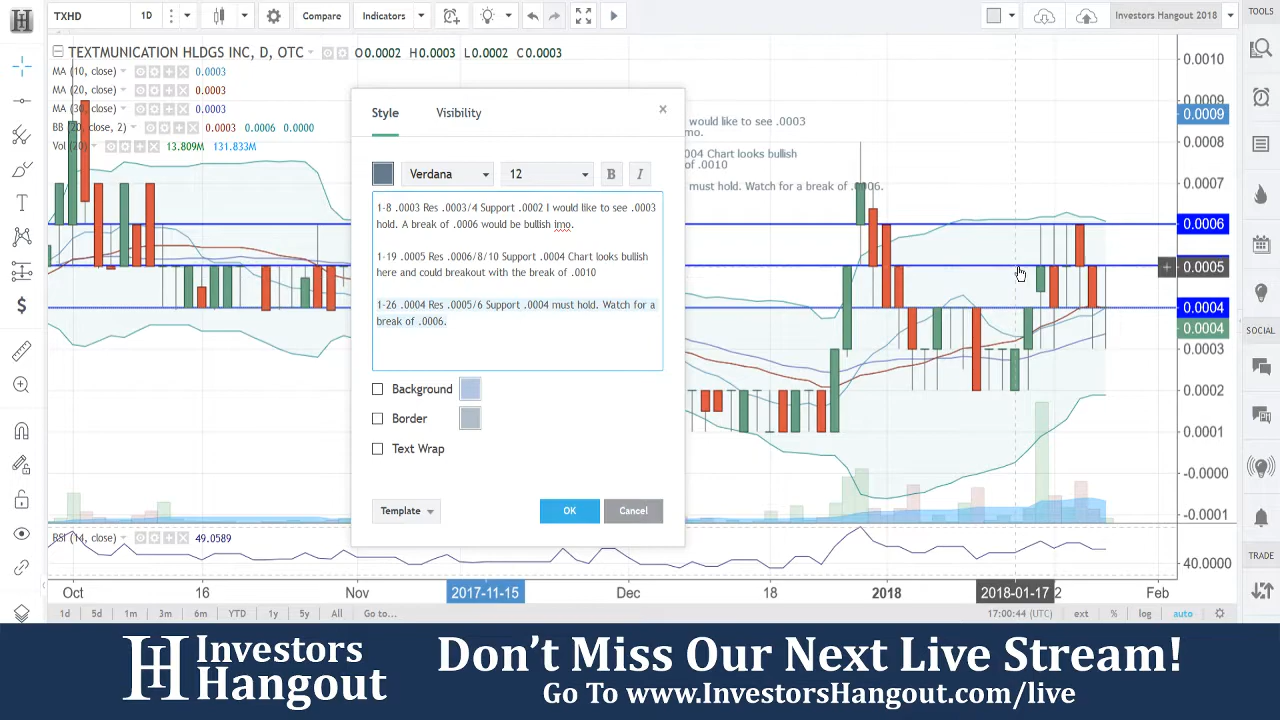 TXHD 1D Compare Indicators Investors Hangout 2018 TOOLS
TEXTMUNICATION HLDGS INC, D, OTC O0.0002 H0.0003 L0.0002 C0.0003
MA (10, close) 0.0003
MA (20, close) 0.0003
MA (30, close) 0.0003
BB (20, close, 2) 0.0003 0.0006 0.0000
Vol (20) 13.809M 131.833M
Style Visibility ×
Verdana 12 B I
1-8 .0003 Res .0003/4 Support .0002 I would like to see .0003
hold. A break of .0006 would be bullish imo.
1-19 .0005 Res .0006/8/10 Support .0004 Chart looks bullish
here and could breakout with the break of .0010
1-26 .0004 Res .0005/6 Support .0004 must hold. Watch for a
break of .0006.
Background
Border
Text Wrap
Template OK Cancel
would like to see .0003
mo.
.004 Chart looks bullish
of .0010
must hold. Watch for a break of .0006.
0.0010
0.0009
0.0009
0.0008
0.0007
0.0006
0.0005
0.0004
0.0004
0.0003
0.0002
0.0001
-0.0000
-0.0001
SOCIAL
TRADE
RSI (14, close) 49.0589
40.0000
Oct 16 Nov 2017-11-15 Dec 18 2018 2018-01-17 2 Feb
1d 5d 1m 3m 6m YTD 1y 5y All Go to... 17:00:44 (UTC) ext % log auto
Investors
Hangout
Don't Miss Our Next Live Stream!
Go To www.InvestorsHangout.com/live